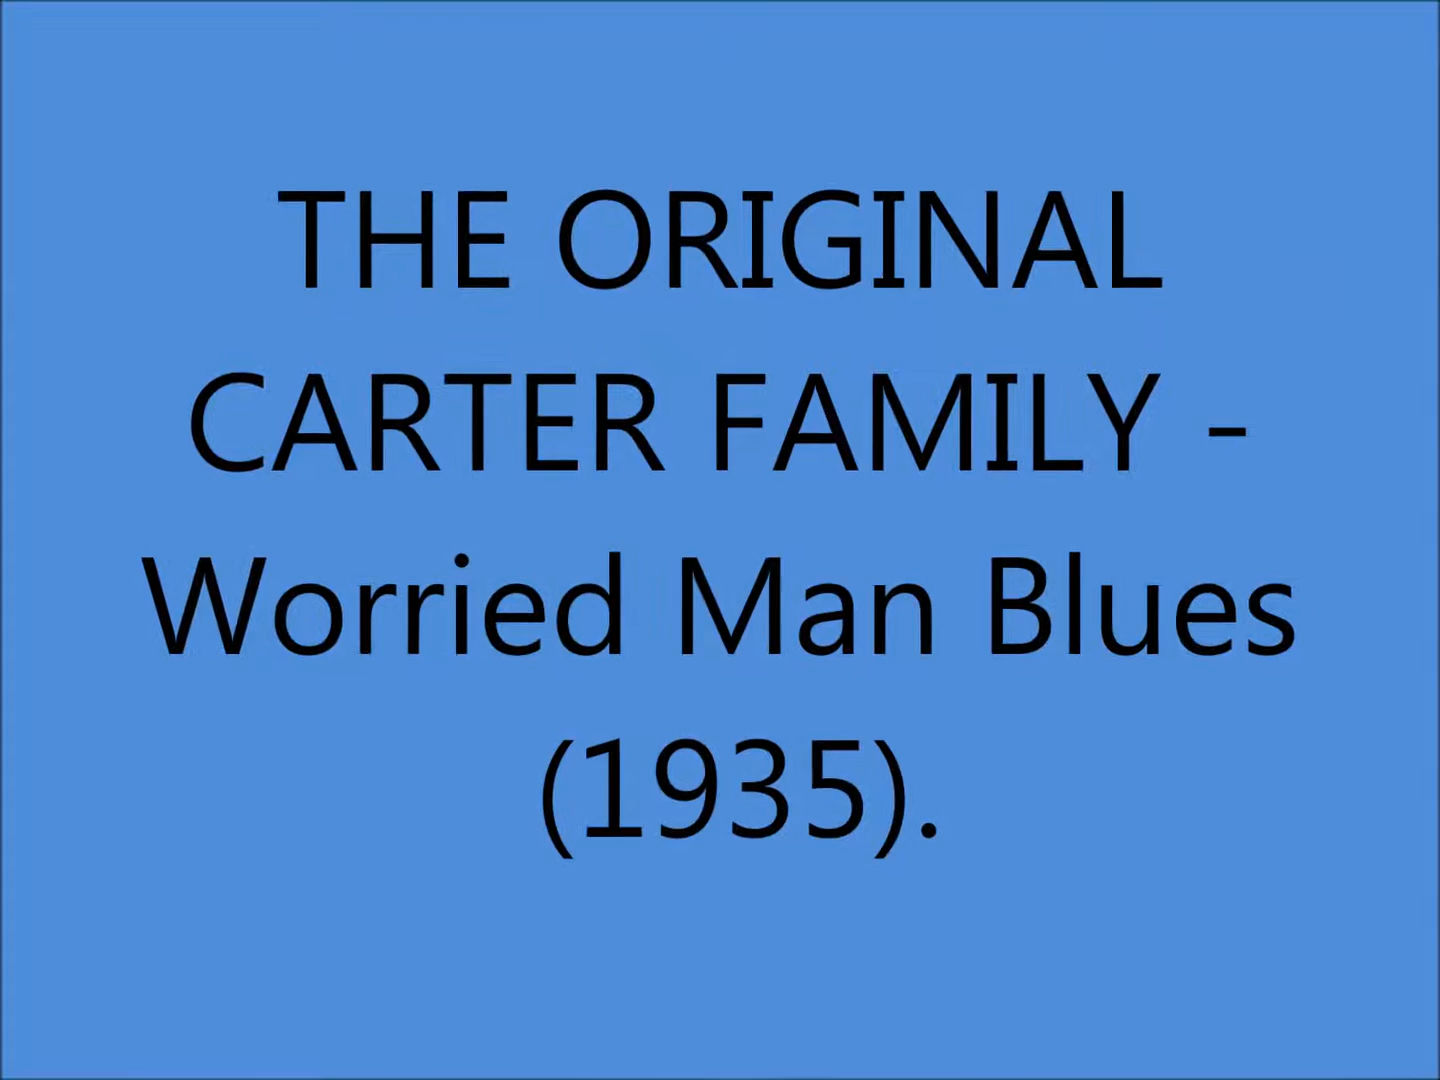 THE ORIGINAL
CARTER FAMILY -
Worried Man Blues
(1935).